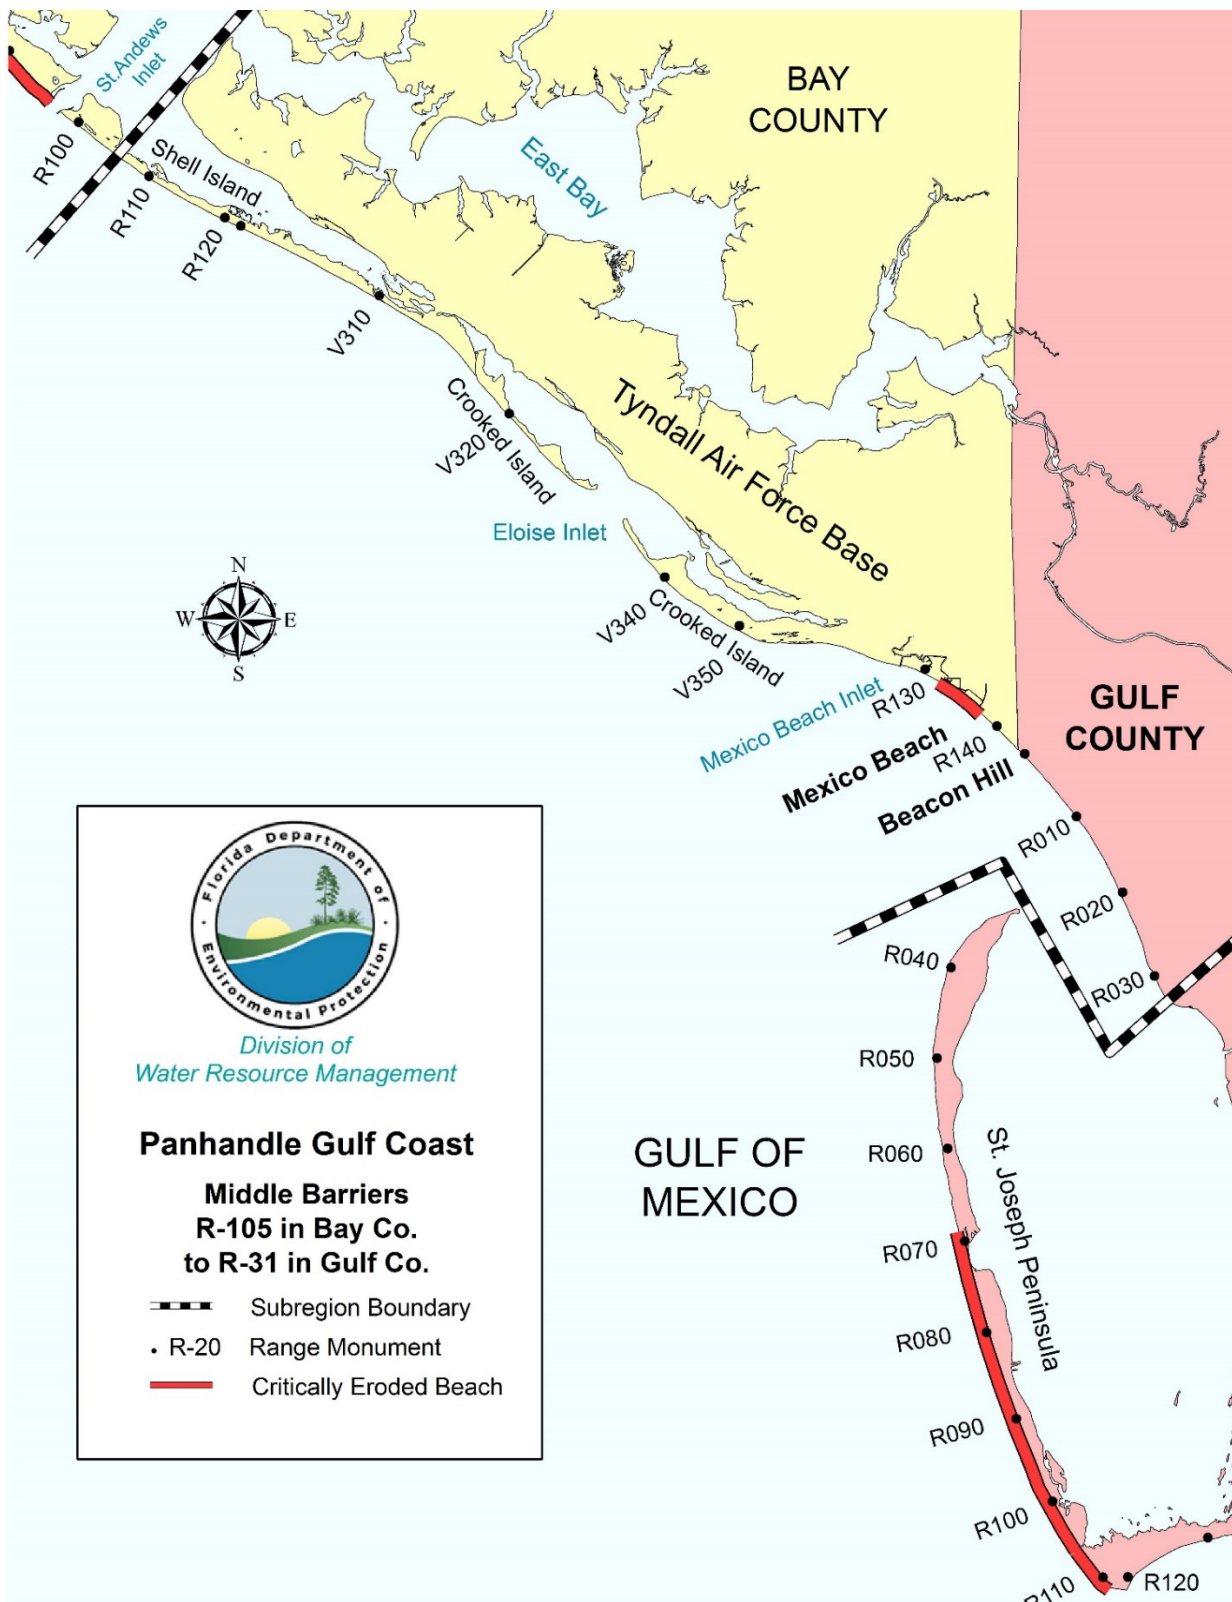 St.Andews
Inlet
BAY
COUNTY
R100
East Bay
Shell Island
R110
R120
V310
Crooked Island
V320
Tyndall Air Force Base
Eloise Inlet
N
W E
S
V340
Crooked Island
V350
Mexico Beach Inlet
R130
GULF
COUNTY
Mexico Beach
R140
Beacon Hill
R010
R020
R030
R040
R050
R060
GULF OF
MEXICO
St. Joseph Peninsula
R070
R080
R090
R100
R110
R120
Florida Department of
Environmental Protection
Division of
Water Resource Management
Panhandle Gulf Coast
Middle Barriers
R-105 in Bay Co.
to R-31 in Gulf Co.
Subregion Boundary
R-20 Range Monument
Critically Eroded Beach